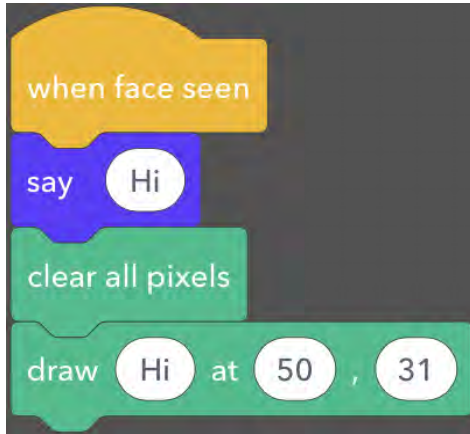 when face seen
say Hi
clear all pixels
draw Hi at 50 , 31